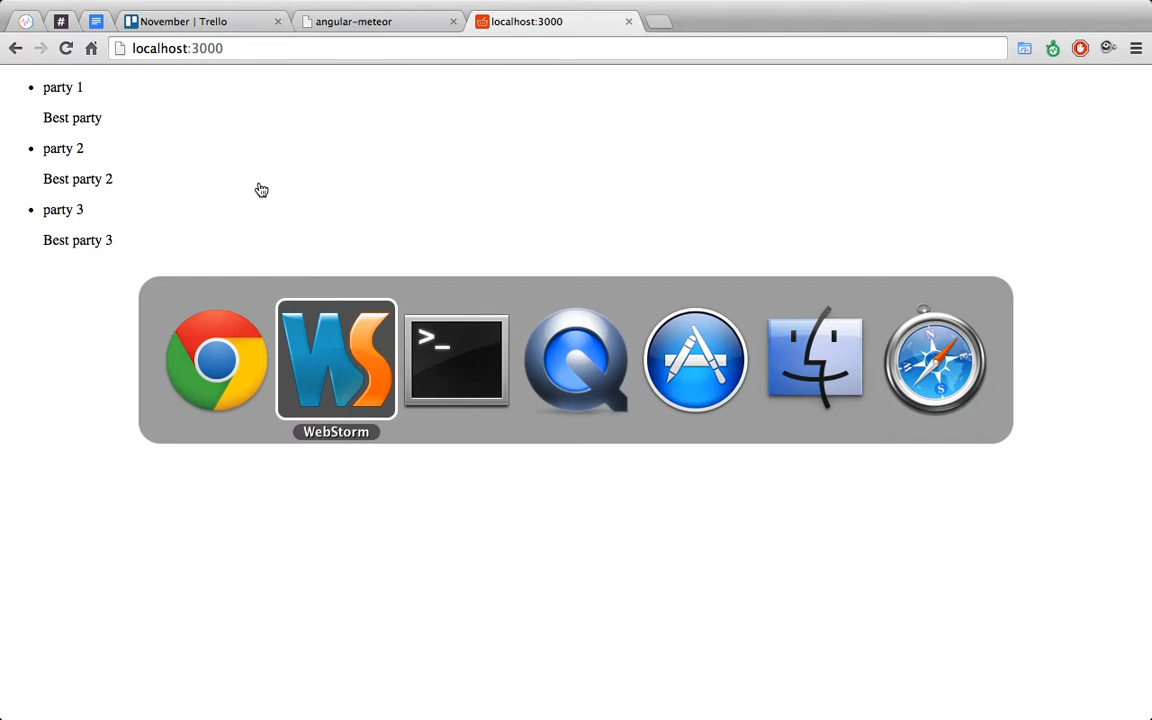 November | Trello
angular-meteor
localhost:3000
localhost:3000
party 1
Best party
party 2
Best party 2
party 3
Best party 3
WebStorm